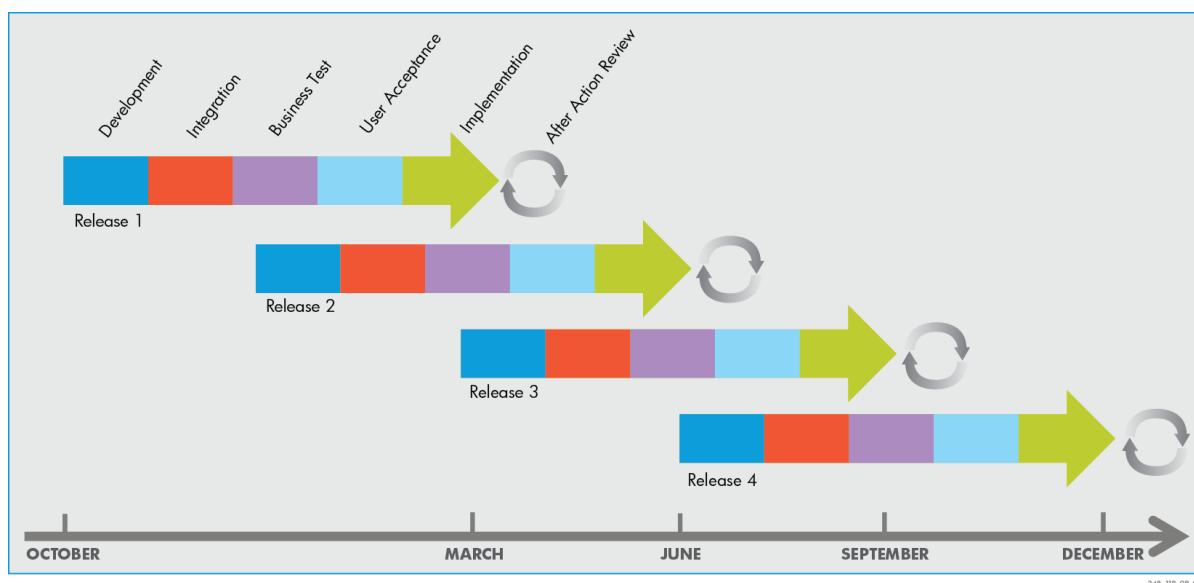 Development
Integration
Business Test
User Acceptance
Implementation
After Action Review
Release 1
Release 2
Release 3
Release 4
OCTOBER
MARCH
JUNE
SEPTEMBER
DECEMBER